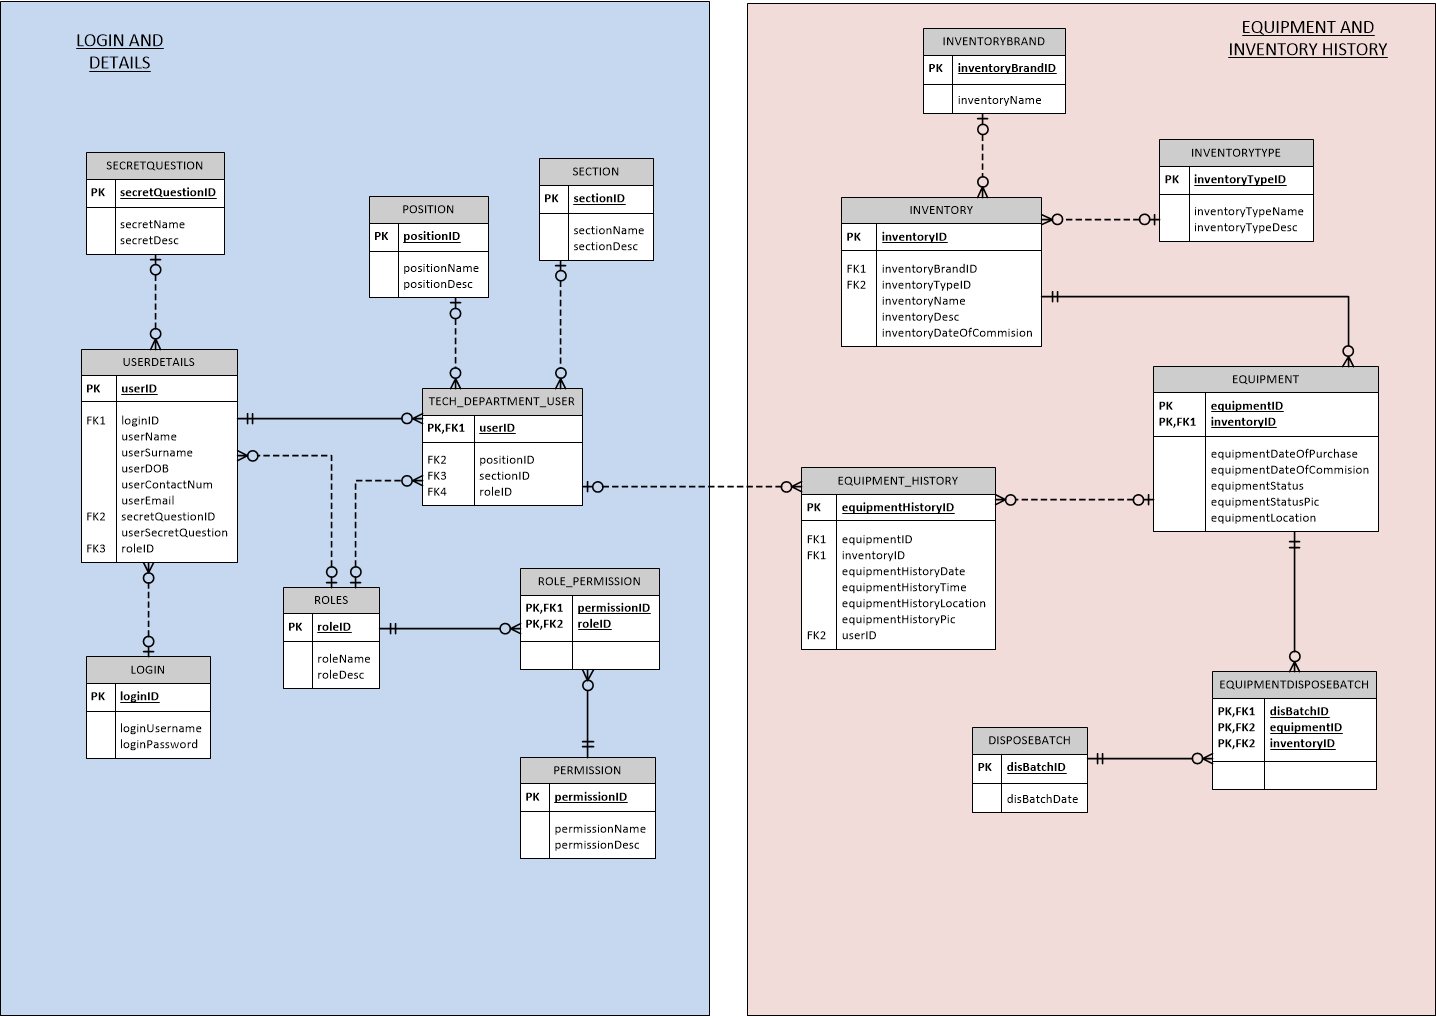 LOGIN AND
DETAILS
SECRETQUESTION
PK secretQuestionID
secretName
secretDesc
POSITION
PK positionID
positionName
positionDesc
SECTION
PK sectionID
sectionName
sectionDesc
USERDETAILS
PK userID
FK1 loginID
userName
userSurname
userDOB
userContactNum
userEmail
FK2 secretQuestionID
userSecretQuestion
FK3 roleID
TECH_DEPARTMENT_USER
PK,FK1 userID
FK2 positionID
FK3 sectionID
FK4 roleID
ROLES
PK roleID
roleName
roleDesc
ROLE_PERMISSION
PK,FK1 permissionID
PK,FK2 roleID
LOGIN
PK loginID
loginUsername
loginPassword
PERMISSION
PK permissionID
permissionName
permissionDesc
EQUIPMENT AND
INVENTORY HISTORY
INVENTORYBRAND
PK inventoryBrandID
inventoryName
INVENTORYTYPE
PK inventoryTypeID
inventoryTypeName
inventoryTypeDesc
INVENTORY
PK inventoryID
FK1 inventoryBrandID
FK2 inventoryTypeID
inventoryName
inventoryDesc
inventoryDateOfCommision
EQUIPMENT
PK equipmentID
PK,FK1 inventoryID
equipmentDateOfPurchase
equipmentDateOfCommision
equipmentStatus
equipmentStatusPic
equipmentLocation
EQUIPMENT_HISTORY
PK equipmentHistoryID
FK1 equipmentID
FK1 inventoryID
equipmentHistoryDate
equipmentHistoryTime
equipmentHistoryLocation
equipmentHistoryPic
FK2 userID
EQUIPMENTDISPOSEBATCH
PK,FK1 disBatchID
PK,FK2 equipmentID
PK,FK2 inventoryID
DISPOSEBATCH
PK disBatchID
disBatchDate